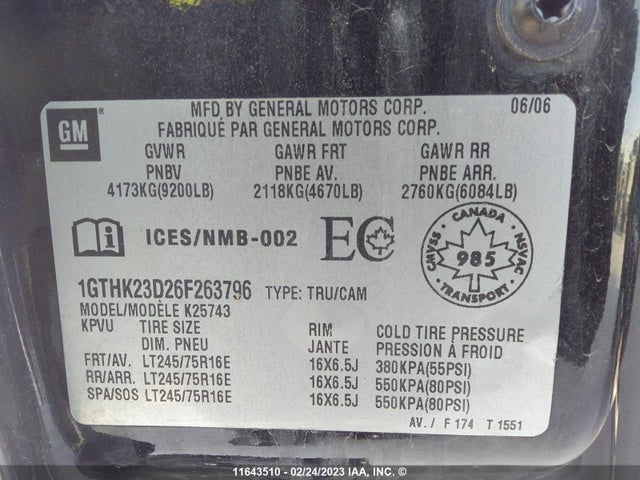 MFD BY GENERAL MOTORS CORP. 06/06
GM
FABRIQUÉ PAR GENERAL MOTORS CORP.
GVWR GAWR FRT GAWR RR
PNBV PNBE AV. PNBE ARR.
4173KG(9200LB) 2118KG(4670LB) 2760KG(6084LB)
i ICES/NMB-002 EC
CANADA
CMVSS 985 NSVAC
TRANSPORT
1GTHK23D26F263796 TYPE: TRU/CAM
MODEL/MODÈLE K25743
KPVU TIRE SIZE RIM COLD TIRE PRESSURE
DIM. PNEU JANTE PRESSION À FROID
FRT/AV. LT245/75R16E 16X6.5J 380KPA(55PSI)
RR/ARR. LT245/75R16E 16X6.5J 550KPA(80PSI)
SPA/SOS LT245/75R16E 16X6.5J 550KPA(80PSI)
AV. / F 174 T 1551
11643510 - 02/24/2023 IAA, INC.©